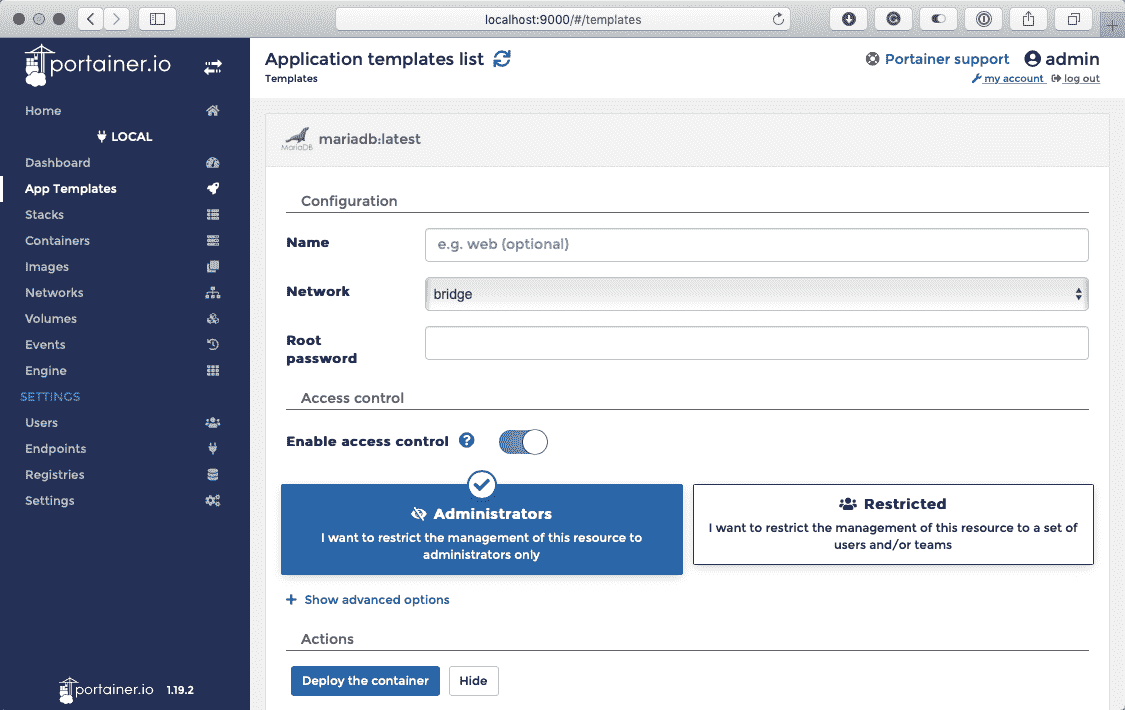 localhost:9000/#/templates
portainer.io
Application templates list
Portainer support
admin
Templates
my account
log out
Home
LOCAL
Dashboard
App Templates
Stacks
Containers
Images
Networks
Volumes
Events
Engine
SETTINGS
Users
Endpoints
Registries
Settings
portainer.io 1.19.2
MariaDB
mariadb:latest
Configuration
Name
e.g. web (optional)
Network
bridge
Root
password
Access control
Enable access control
Administrators
I want to restrict the management of this resource to
administrators only
Restricted
I want to restrict the management of this resource to a set of
users and/or teams
Show advanced options
Actions
Deploy the container
Hide